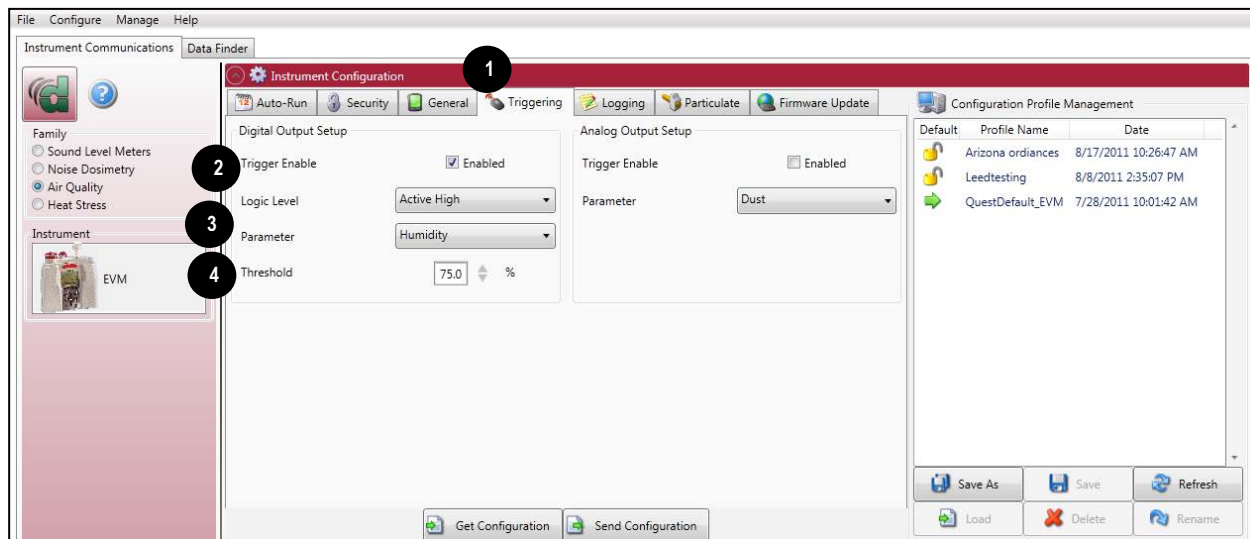 File Configure Manage Help
Instrument Communications Data Finder
1
Instrument Configuration
12 Auto-Run Security General Triggering Logging Particulate Firmware Update
Family
Sound Level Meters
Noise Dosimetry
Air Quality
Heat Stress
Instrument
EVM
Digital Output Setup
2
Trigger Enable Enabled
Logic Level Active High
3
Parameter Humidity
4
Threshold 75.0 %
Analog Output Setup
Trigger Enable Enabled
Parameter Dust
Get Configuration Send Configuration
Configuration Profile Management
Default Profile Name Date
Arizona ordiances 8/17/2011 10:26:47 AM
Leedtesting 8/8/2011 2:35:07 PM
QuestDefault_EVM 7/28/2011 10:01:42 AM
Save As Save Refresh
Load Delete Rename